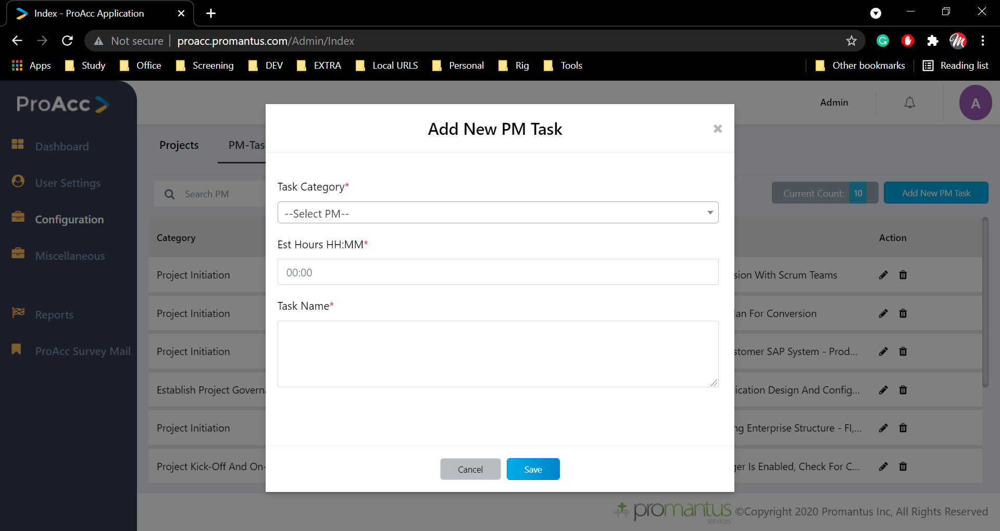 Index - ProAcc Application
Not secure
proacc.promantus.com/Admin/Index
Apps
Study
Office
Screening
DEV
EXTRA
Local URLS
Personal
Rig
Tools
Other bookmarks
Reading list
ProAcc
Admin
A
Dashboard
User Settings
Configuration
Miscellaneous
Reports
ProAcc Survey Mail
Projects
PM-Tas
Search PM
Current Count: 10
Add New PM Task
Category
Action
Project Initiation
sion With Scrum Teams
Project Initiation
lan For Conversion
Project Initiation
stomer SAP System - Prod...
Establish Project Govern
ication Design And Config...
Project Initiation
ng Enterprise Structure - FI,...
Project Kick-Off And On-
ger Is Enabled, Check For C...
Add New PM Task
Task Category*
--Select PM--
Est Hours HH:MM*
00:00
Task Name*
Cancel
Save
promantus
services
©Copyright 2020 Promantus Inc, All Rights Reserved